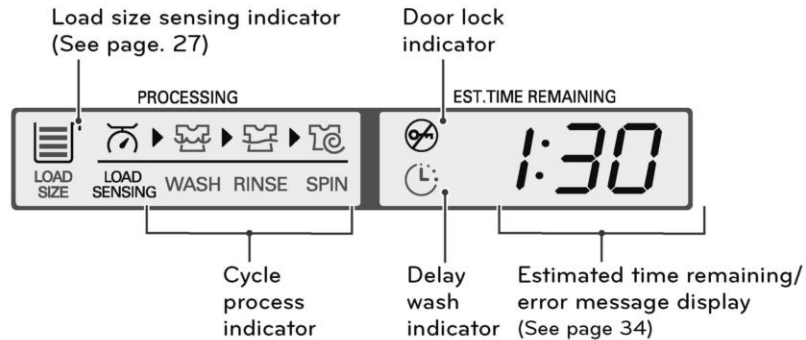 Load size sensing indicator
(See page. 27)
Door lock
indicator
PROCESSING
EST.TIME REMAINING
1:30
LOAD
SIZE
LOAD
SENSING
WASH
RINSE
SPIN
Cycle
process
indicator
Delay
wash
indicator
Estimated time remaining/
error message display
(See page 34)